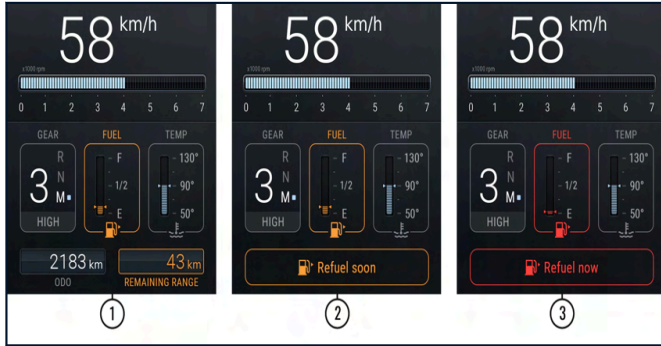 58 km/h
x1000 rpm
0 1 2 3 4 5 6 7
GEAR FUEL TEMP
R F 130°
3 N 1/2 90°
M E 50°
HIGH
2183 km 43 km
ODO REMAINING RANGE
1
58 km/h
x1000 rpm
0 1 2 3 4 5 6 7
GEAR FUEL TEMP
R F 130°
3 N 1/2 90°
M E 50°
HIGH
Refuel soon
2
58 km/h
x1000 rpm
0 1 2 3 4 5 6 7
GEAR FUEL TEMP
R F 130°
3 N 1/2 90°
M E 50°
HIGH
Refuel now
3